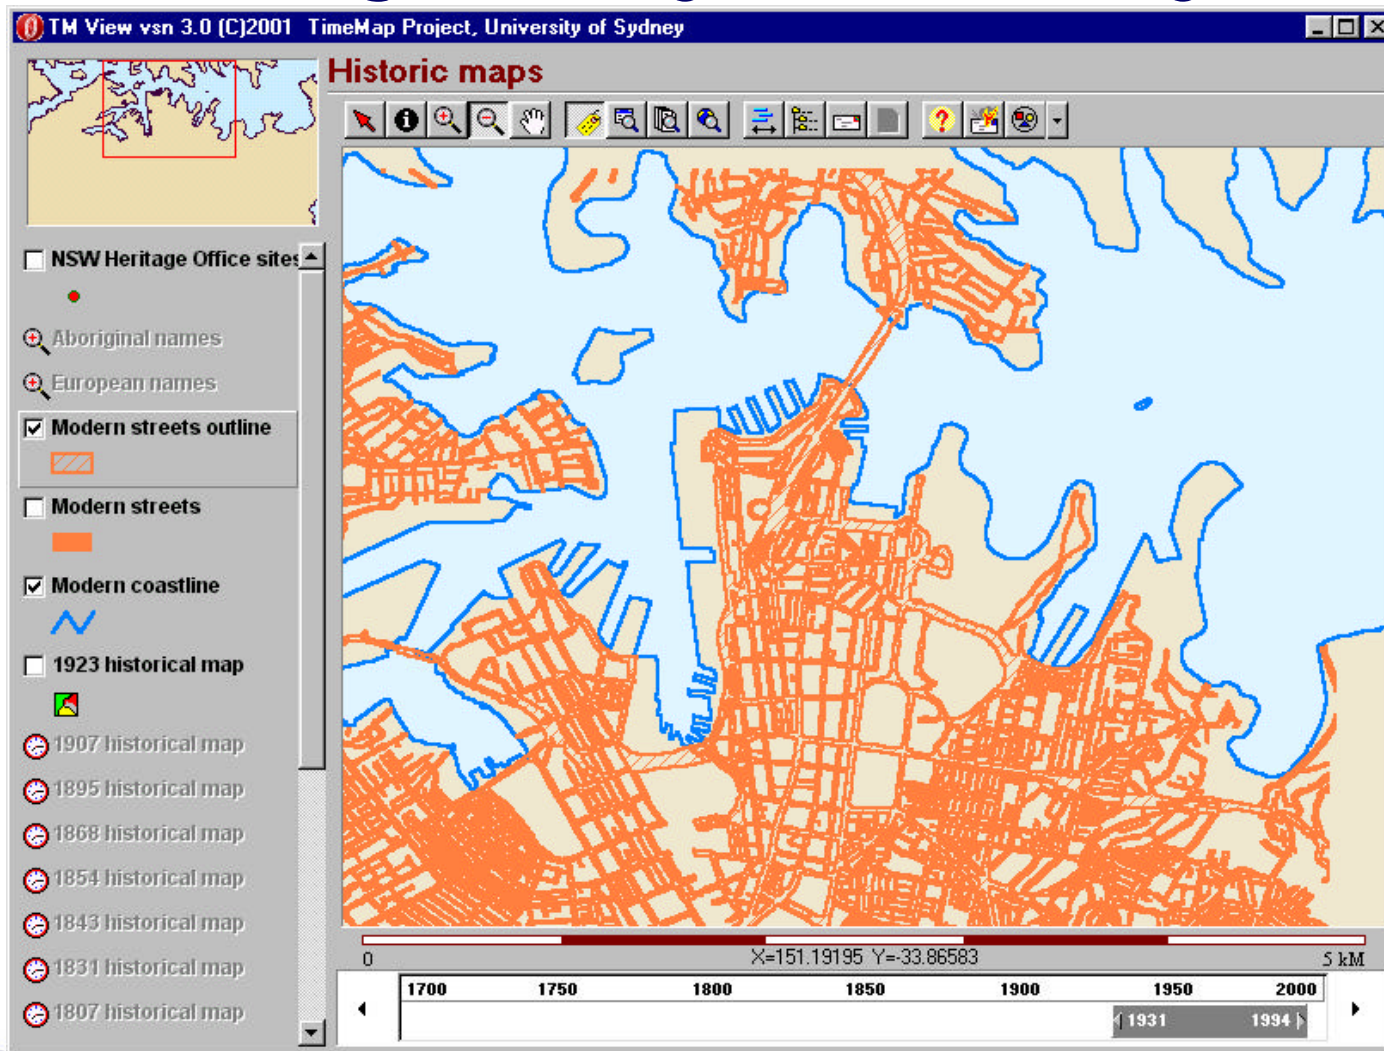 TM View vsn 3.0 (C)2001 TimeMap Project, University of Sydney
Historic maps
NSW Heritage Office sites
Aboriginal names
European names
Modern streets outline
Modern streets
Modern coastline
1923 historical map
1907 historical map
1895 historical map
1868 historical map
1854 historical map
1843 historical map
1831 historical map
1807 historical map
0 X=151.19195 Y=-33.86583 5 kM
1700 1750 1800 1850 1900 1950 2000
1931 1994